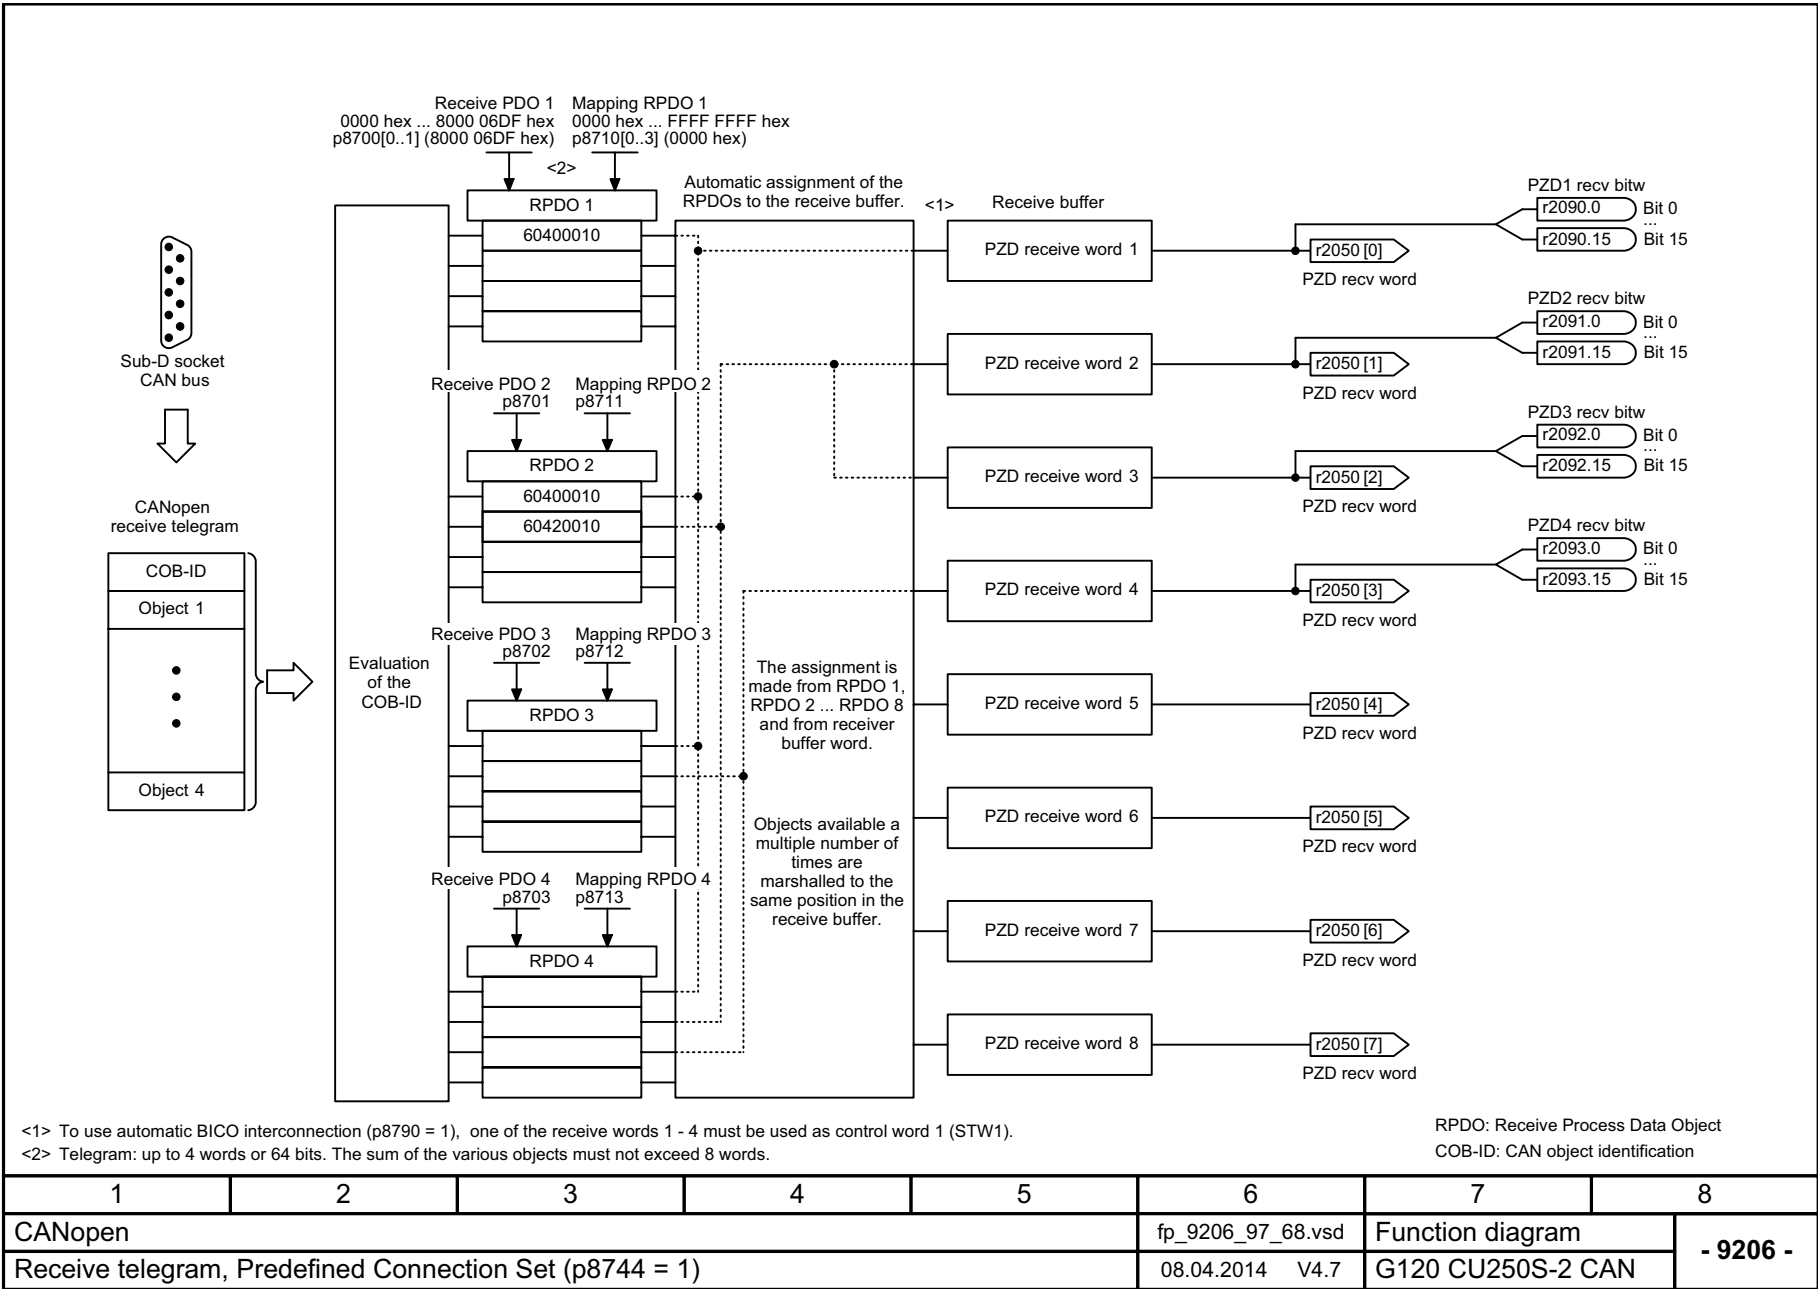 Receive PDO 1
0000 hex ... 8000 06DF hex
p8700[0..1] (8000 06DF hex)
Mapping RPDO 1
0000 hex ... FFFF FFFF hex
p8710[0..3] (0000 hex)
<2>
RPDO 1
60400010
Automatic assignment of the
RPDOs to the receive buffer.
<1>
Receive buffer
Sub-D socket
CAN bus
CANopen
receive telegram
COB-ID
Object 1
Object 4
Evaluation
of the
COB-ID
Receive PDO 2
p8701
Mapping RPDO 2
p8711
RPDO 2
60400010
60420010
Receive PDO 3
p8702
Mapping RPDO 3
p8712
RPDO 3
Receive PDO 4
p8703
Mapping RPDO 4
p8713
RPDO 4
The assignment is
made from RPDO 1,
RPDO 2 ... RPDO 8
and from receiver
buffer word.
Objects available a
multiple number of
times are
marshalled to the
same position in the
receive buffer.
PZD receive word 1
r2050 [0]
PZD recv word
PZD1 recv bitw
r2090.0
Bit 0
...
r2090.15
Bit 15
PZD receive word 2
r2050 [1]
PZD recv word
PZD2 recv bitw
r2091.0
Bit 0
...
r2091.15
Bit 15
PZD receive word 3
r2050 [2]
PZD recv word
PZD3 recv bitw
r2092.0
Bit 0
...
r2092.15
Bit 15
PZD receive word 4
r2050 [3]
PZD recv word
PZD4 recv bitw
r2093.0
Bit 0
...
r2093.15
Bit 15
PZD receive word 5
r2050 [4]
PZD recv word
PZD receive word 6
r2050 [5]
PZD recv word
PZD receive word 7
r2050 [6]
PZD recv word
PZD receive word 8
r2050 [7]
PZD recv word
<1> To use automatic BICO interconnection (p8790 = 1), one of the receive words 1 - 4 must be used as control word 1 (STW1).
<2> Telegram: up to 4 words or 64 bits. The sum of the various objects must not exceed 8 words.
RPDO: Receive Process Data Object
COB-ID: CAN object identification
1 2 3 4 5 6 7 8
CANopen
fp_9206_97_68.vsd
Function diagram
- 9206 -
Receive telegram, Predefined Connection Set (p8744 = 1)
08.04.2014 V4.7
G120 CU250S-2 CAN